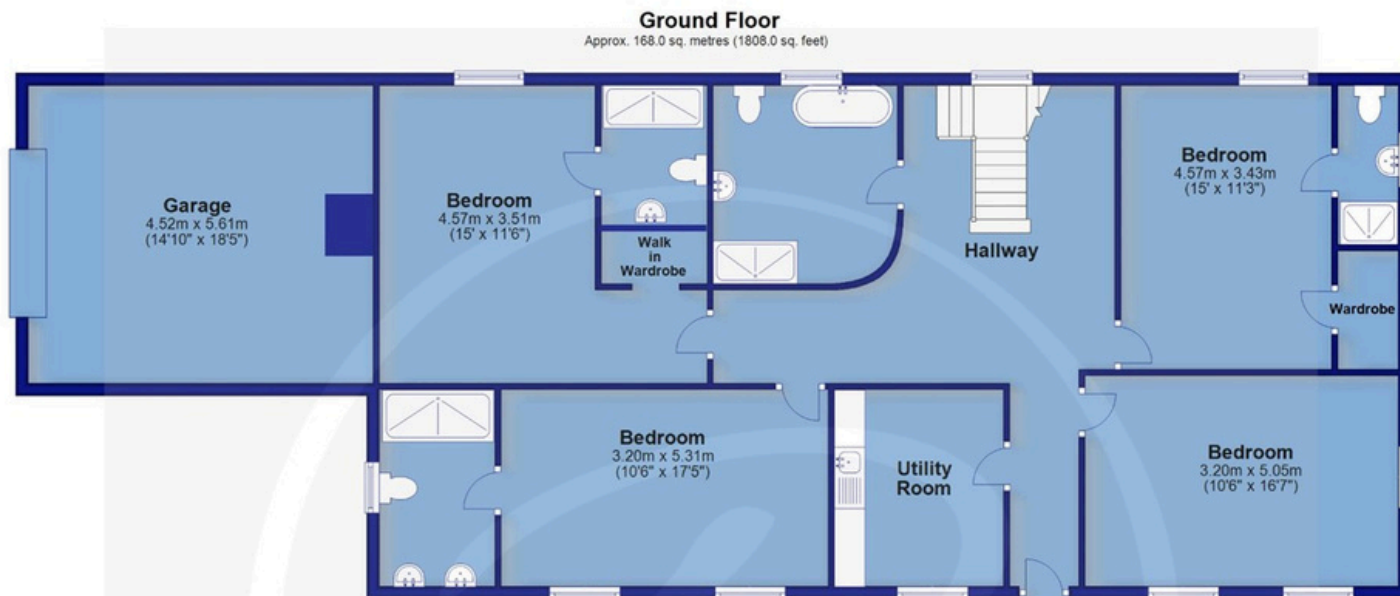 Ground Floor
Approx. 168.0 sq. metres (1808.0 sq. feet)
Garage
4.52m x 5.61m
(14'10" x 18'5")
Bedroom
4.57m x 3.51m
(15' x 11'6")
Walk
in
Wardrobe
Hallway
Bedroom
4.57m x 3.43m
(15' x 11'3")
Wardrobe
Bedroom
3.20m x 5.31m
(10'6" x 17'5")
Utility
Room
Bedroom
3.20m x 5.05m
(10'6" x 16'7")